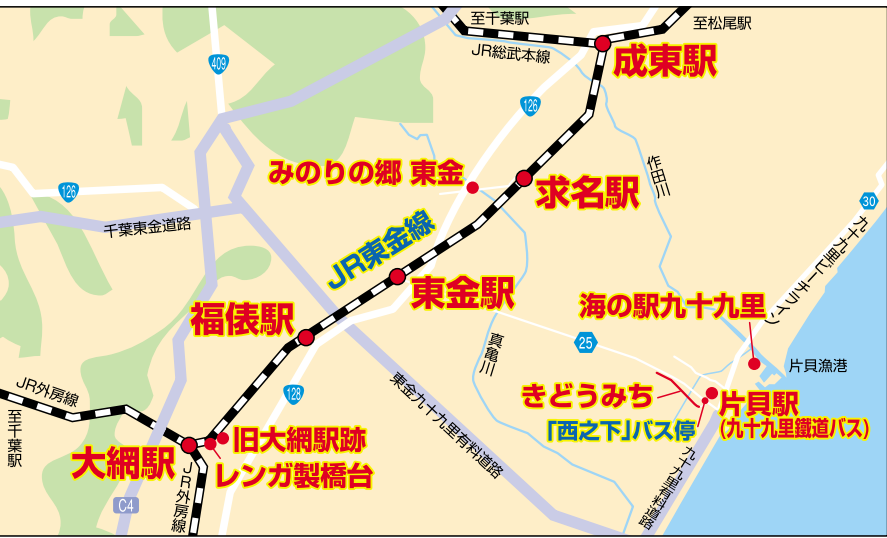 至千葉駅
至松尾駅
JR総武本線
成東駅
409
126
みのりの郷 東金
求名駅
作田川
126
30
千葉東金道路
九十九里ビーチライン
JR東金線
東金駅
福俵駅
海の駅九十九里
真亀川
25
片貝漁港
JR外房線
128
東金九十九里有料道路
きどうみち
片貝駅
(九十九里鐵道バス)
「西之下」バス停
至千葉駅
旧大網駅跡
大網駅
レンガ製橋台
JR外房線
九十九里有料道路
C4